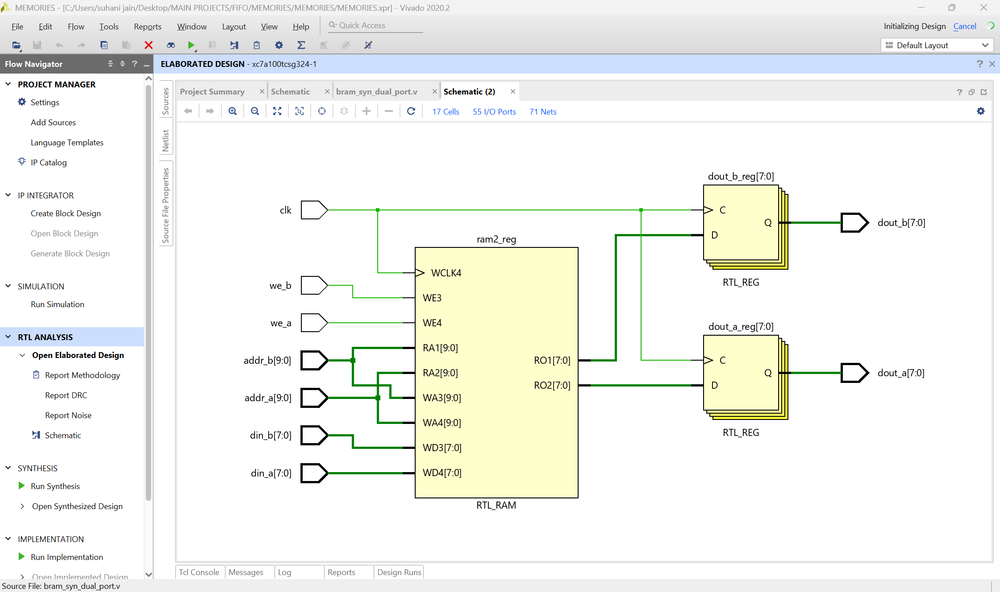 MEMORIES - [C:/Users/suhani jain/Desktop/MAIN PROJECTS/FIFO/MEMORIES/MEMORIES/MEMORIES.xpr] - Vivado 2020.2
File Edit Flow Tools Reports Window Layout View Help Quick Access Initializing Design Cancel
Default Layout
Flow Navigator
ELABORATED DESIGN - xc7a100tcsg324-1
PROJECT MANAGER
Settings
Add Sources
Language Templates
IP Catalog
IP INTEGRATOR
Create Block Design
Open Block Design
Generate Block Design
SIMULATION
Run Simulation
RTL ANALYSIS
Open Elaborated Design
Report Methodology
Report DRC
Report Noise
Schematic
SYNTHESIS
Run Synthesis
Open Synthesized Design
IMPLEMENTATION
Run Implementation
Open Implemented Design
Sources
Netlist
Source File Properties
Project Summary Schematic bram_syn_dual_port.v Schematic (2)
17 Cells 55 I/O Ports 71 Nets
clk
we_b
we_a
addr_b[9:0]
addr_a[9:0]
din_b[7:0]
din_a[7:0]
ram2_reg
WCLK4
WE3
WE4
RA1[9:0]
RA2[9:0]
WA3[9:0]
WA4[9:0]
WD3[7:0]
WD4[7:0]
RO1[7:0]
RO2[7:0]
RTL_RAM
dout_b_reg[7:0]
C
Q
D
RTL_REG
dout_b[7:0]
dout_a_reg[7:0]
C
Q
D
RTL_REG
dout_a[7:0]
Tcl Console Messages Log Reports Design Runs
Source File: bram_syn_dual_port.v